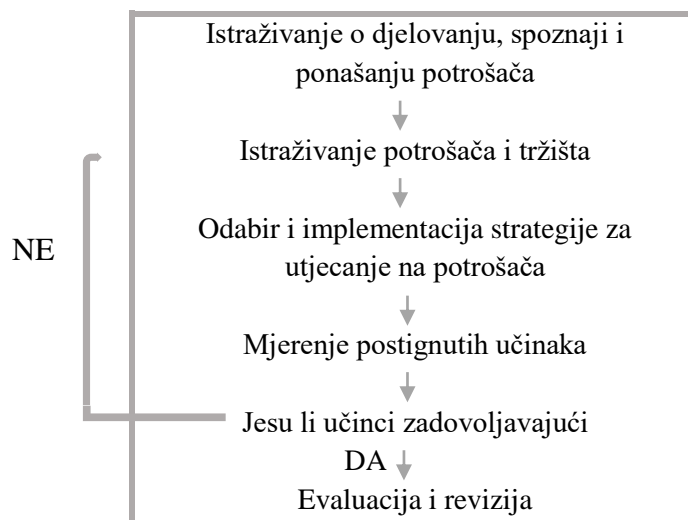 Istraživanje o djelovanju, spoznaji i
ponašanju potrošača
Istraživanje potrošača i tržišta
Odabir i implementacija strategije za
utjecanje na potrošača
NE
Mjerenje postignutih učinaka
Jesu li učinci zadovoljavajući
DA
Evaluacija i revizija